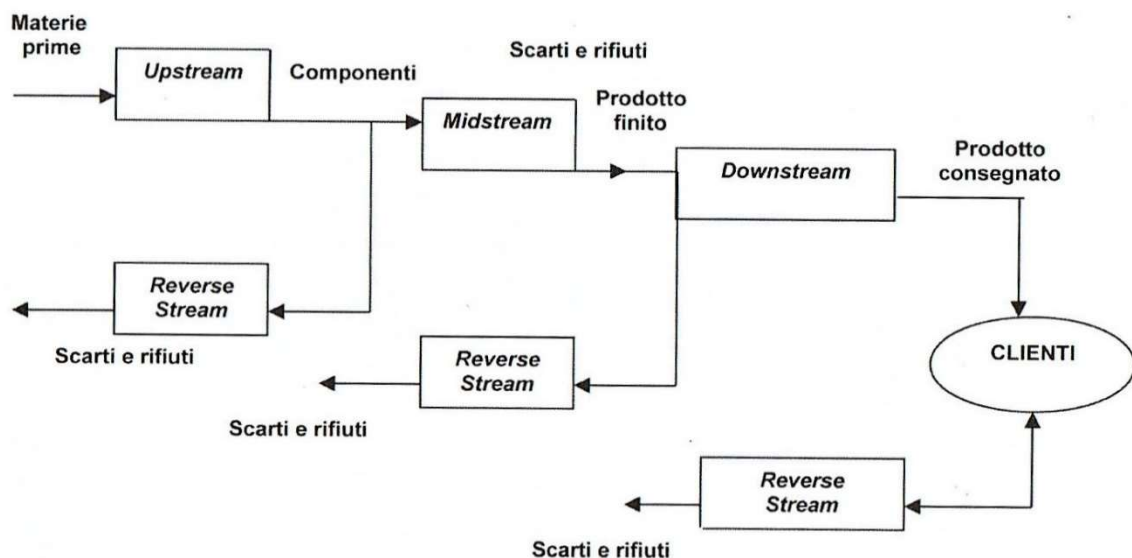 Materie
prime
Upstream
Componenti
Scarti e rifiuti
Midstream
Prodotto
finito
Downstream
Prodotto
consegnato
Reverse
Stream
Scarti e rifiuti
Reverse
Stream
Scarti e rifiuti
CLIENTI
Reverse
Stream
Scarti e rifiuti